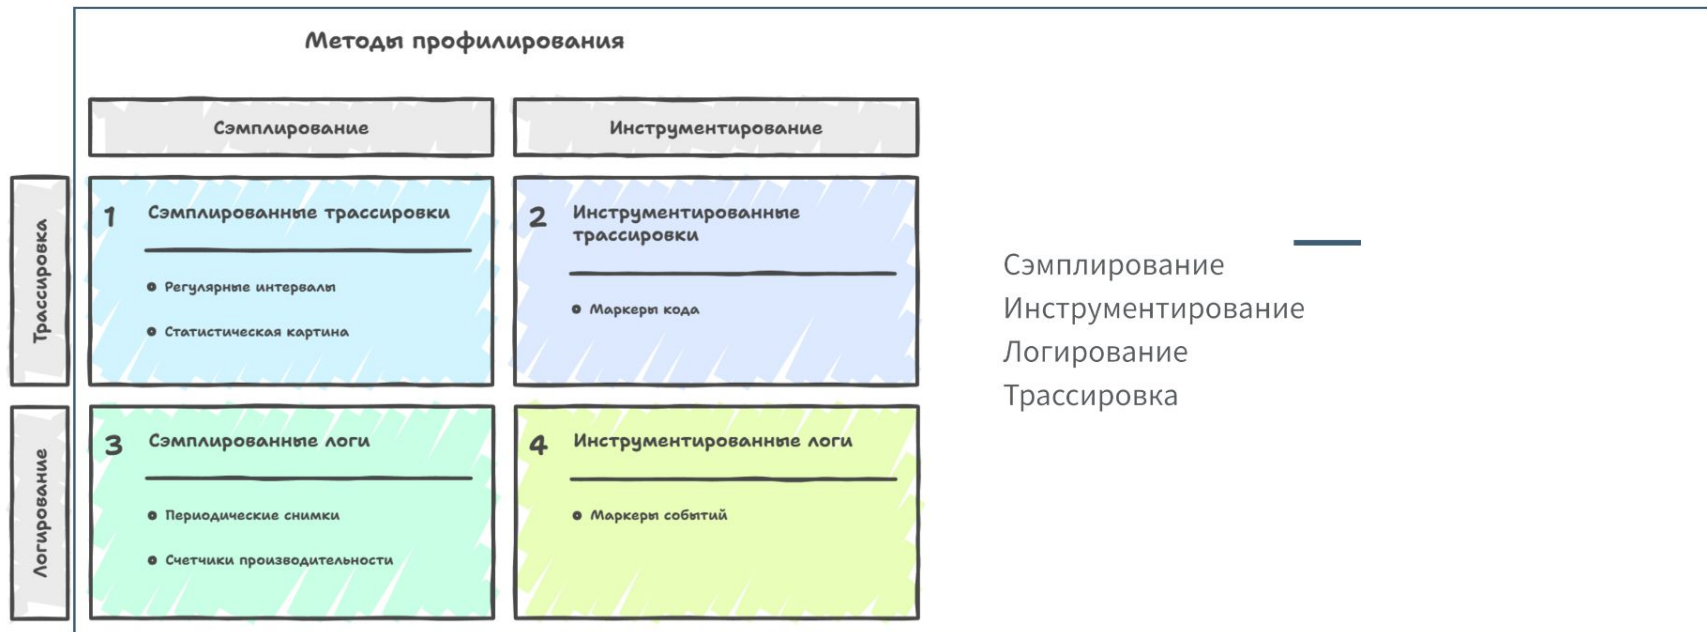 Методы профилирования
Сэмплирование
Инструментирование
Трассировка
1
Сэмплированные трассировки
Регулярные интервалы
Статистическая картина
2
Инструментированные
трассировки
Маркеры кода
Логирование
3
Сэмплированные логи
Периодические снимки
Счетчики производительности
4
Инструментированные логи
Маркеры событий
Сэмплирование
Инструментирование
Логирование
Трассировка